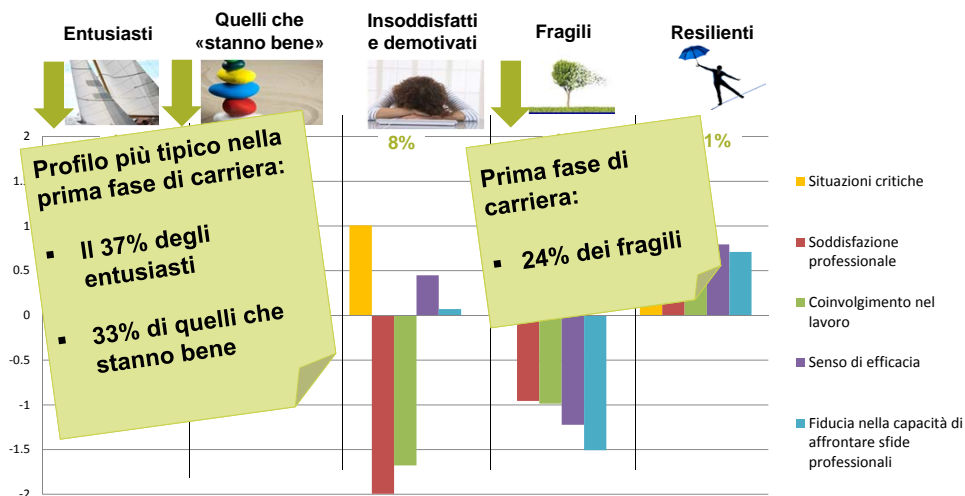 Entusiasti
Quelli che
«stanno bene»
Insoddisfatti
e demotivati
Fragili
Resilienti
8%
1%
2
1
0.5
0
-0.5
-1
-1.5
-2
Profilo più tipico nella
prima fase di carriera:
▪ Il 37% degli
entusiasti
▪ 33% di quelli che
stanno bene
Prima fase di
carriera:
▪ 24% dei fragili
Situazioni critiche
Soddisfazione
professionale
Coinvolgimento nel
lavoro
Senso di efficacia
Fiducia nella capacità di
affrontare sfide
professionali